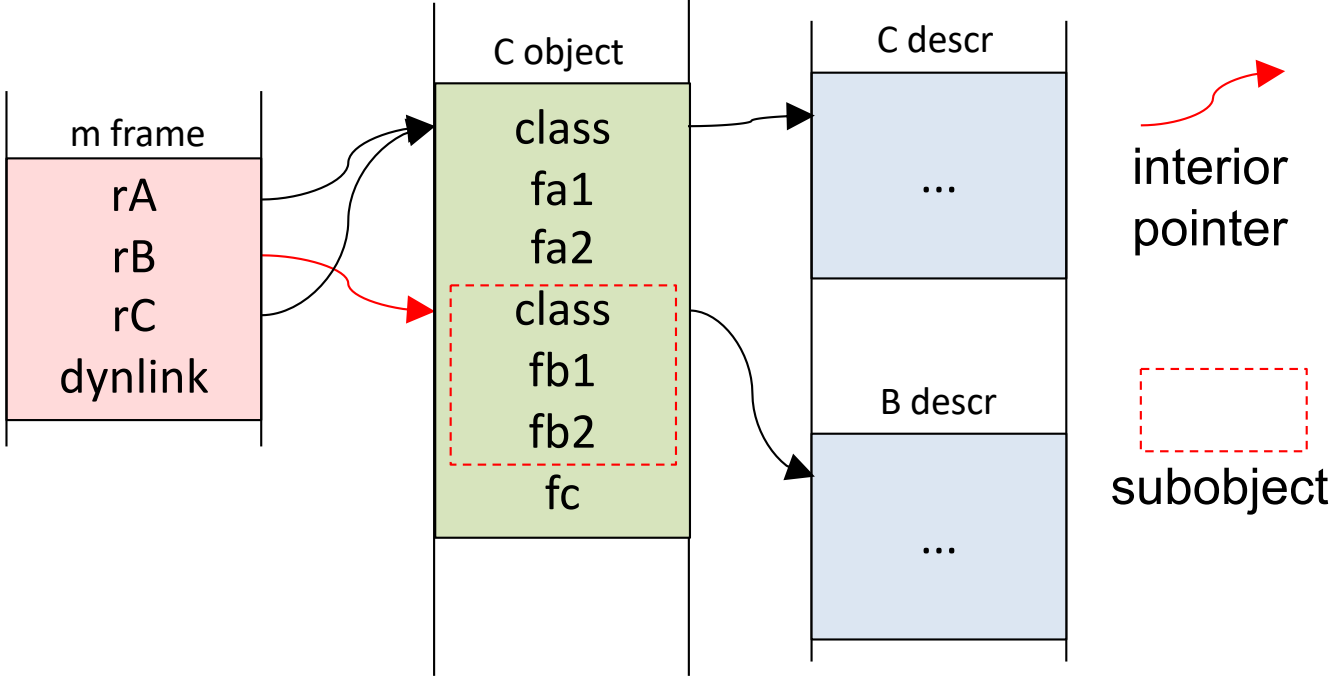 m frame
rA
rB
rC
dynlink
C object
class
fa1
fa2
class
fb1
fb2
fc
C descr
...
B descr
...
interior
pointer
subobject